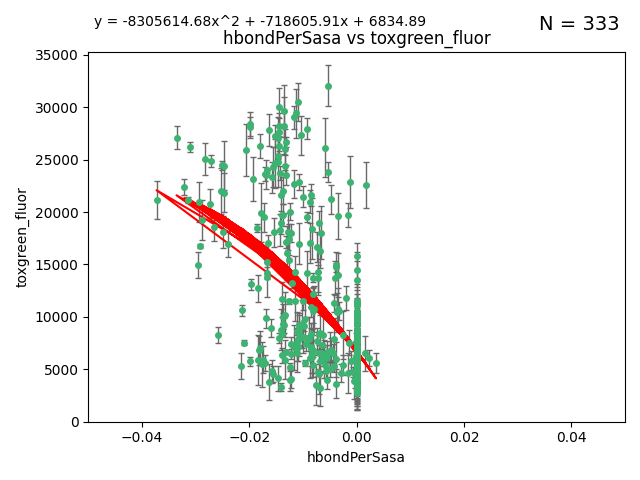 y = -8305614.68x^2 + -718605.91x + 6834.89
N = 333
hbondPerSasa vs toxgreen_fluor
35000
30000
25000
20000
15000
10000
5000
0
toxgreen_fluor
−0.04 −0.02 0.00 0.02 0.04
hbondPerSasa